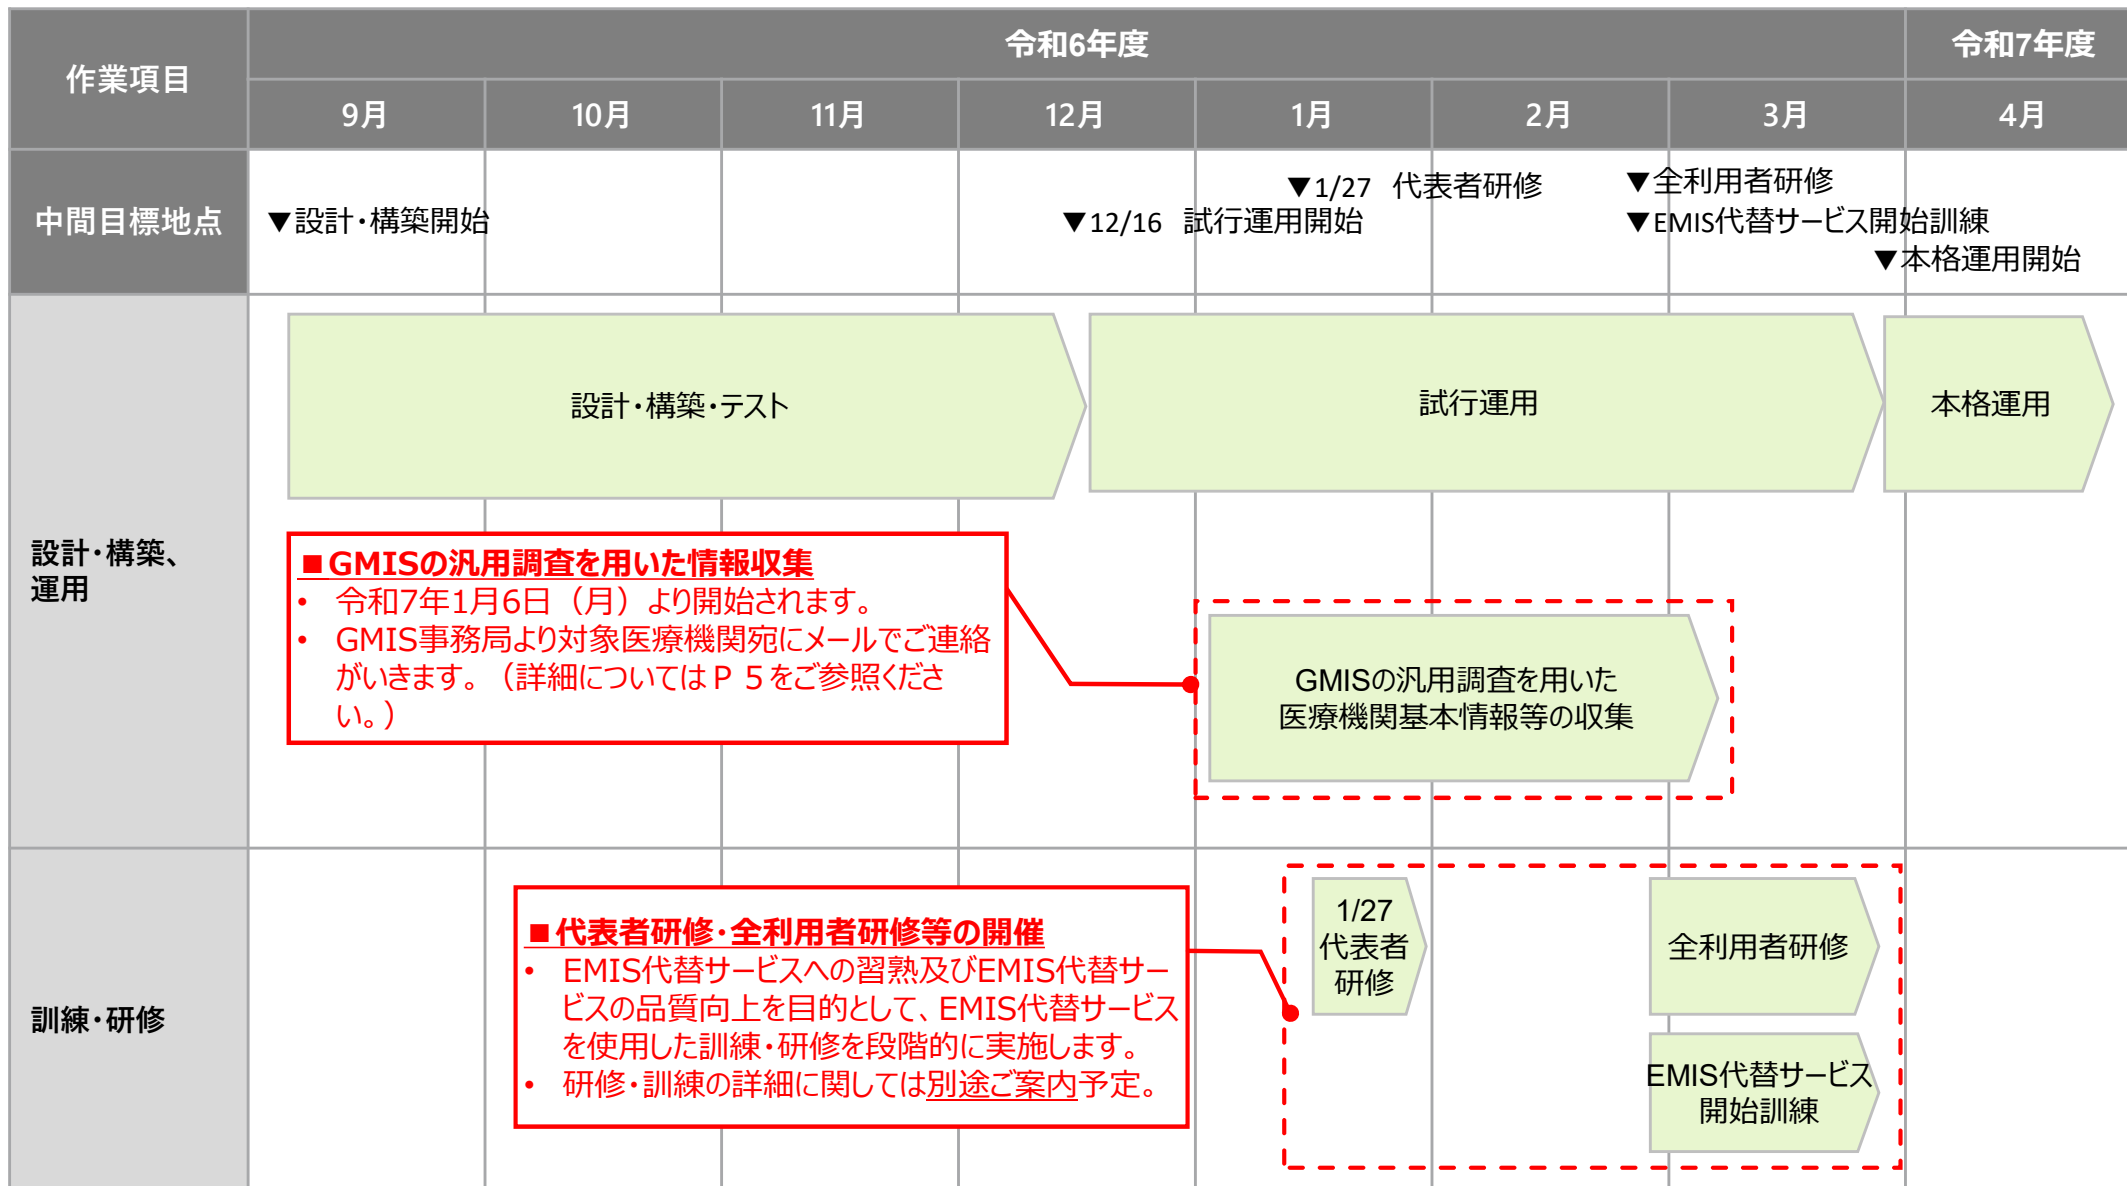 作業項目
令和6年度
令和7年度
9月
10月
11月
12月
1月
2月
3月
4月
中間目標地点
▼設計・構築開始
▼12/16 試行運用開始
▼1/27 代表者研修
▼全利用者研修
▼EMIS代替サービス開始訓練
▼本格運用開始
設計・構築、
運用
設計・構築・テスト
試行運用
本格運用
■GMISの汎用調査を用いた情報収集
• 令和7年1月6日（月）より開始されます。
• GMIS事務局より対象医療機関宛にメールでご連絡
がいきます。（詳細についてはP５をご参照くださ
い。）
GMISの汎用調査を用いた
医療機関基本情報等の収集
訓練・研修
■代表者研修・全利用者研修等の開催
• EMIS代替サービスへの習熟及びEMIS代替サー
ビスの品質向上を目的として、EMIS代替サービス
を使用した訓練・研修を段階的に実施します。
• 研修・訓練の詳細に関しては別途ご案内予定。
1/27
代表者
研修
全利用者研修
EMIS代替サービス
開始訓練